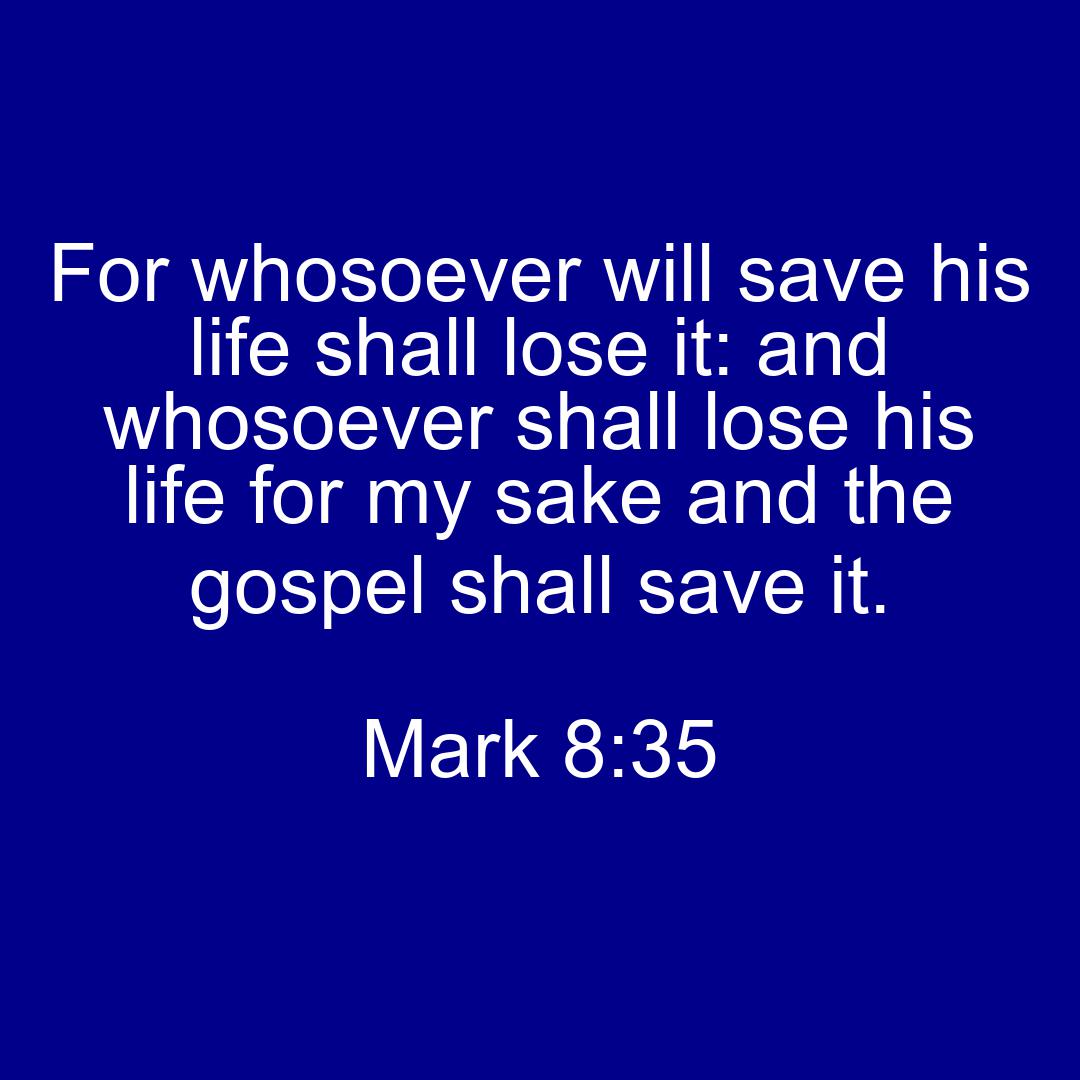 For whosoever will save his
life shall lose it: and
whosoever shall lose his
life for my sake and the
gospel shall save it.
Mark 8:35